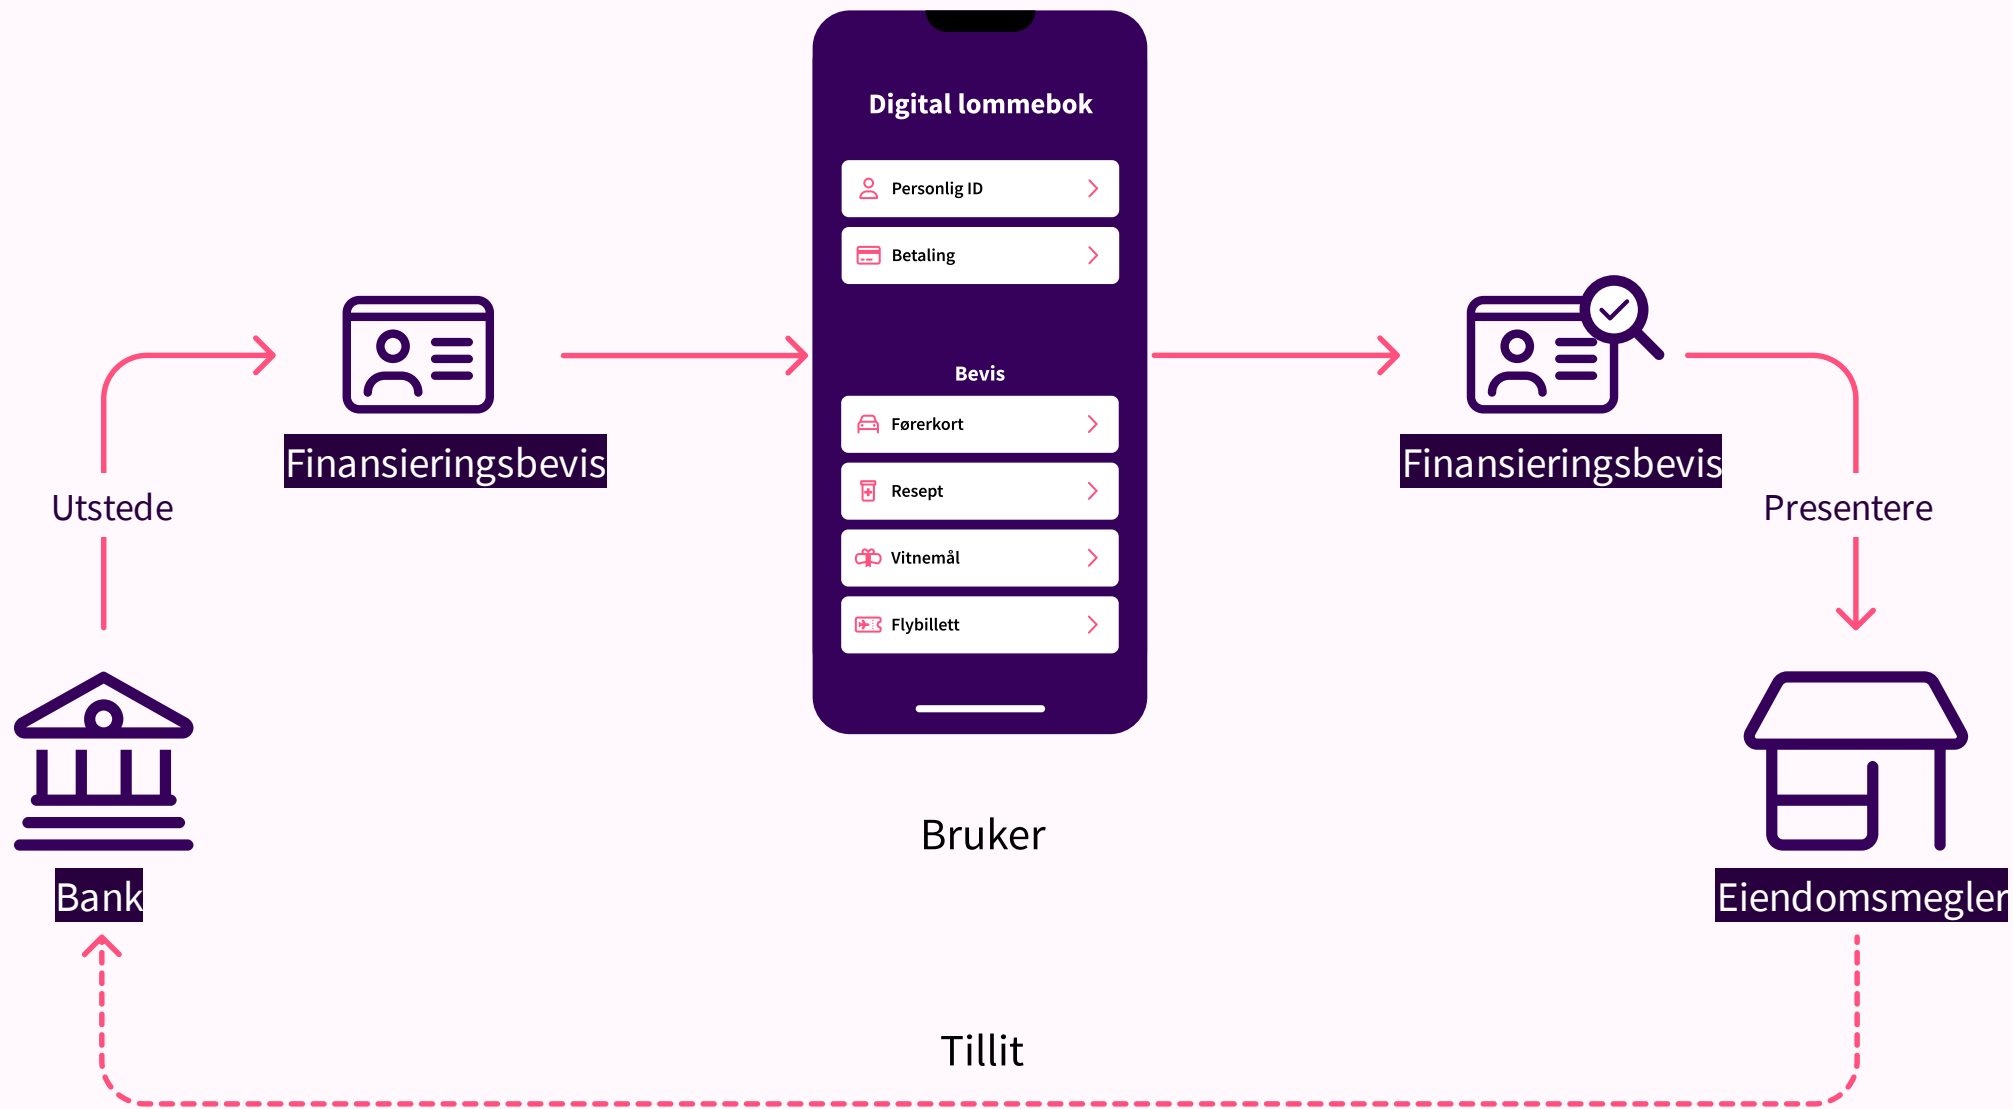 Digital lommebok
Personlig ID
Betaling
Bevis
Førerkort
Resept
Vitnemål
Flybillett
Finansieringsbevis
Finansieringsbevis
Utstede
Presentere
Bruker
Bank
Eiendomsmegler
Tillit